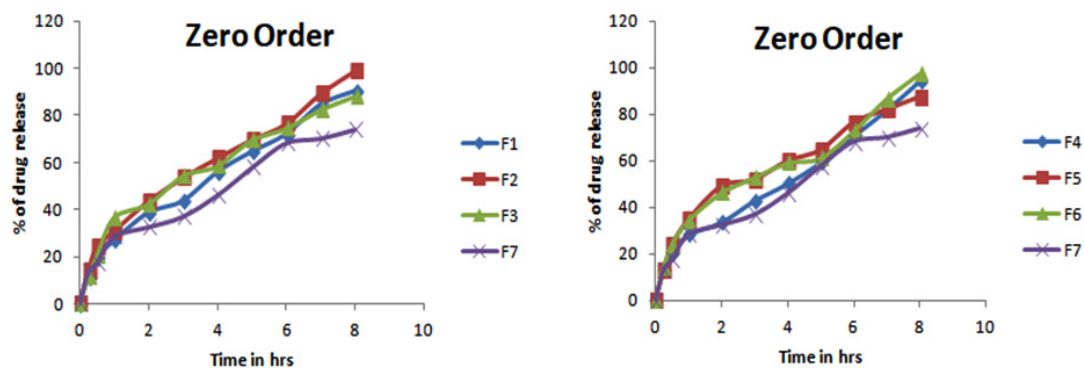 Zero Order
% of drug release
120
100
80
60
40
20
0
0 2 4 6 8 10
Time in hrs
F1
F2
F3
F7
Zero Order
% of drug release
120
100
80
60
40
20
0
0 2 4 6 8 10
Time in hrs
F4
F5
F6
F7